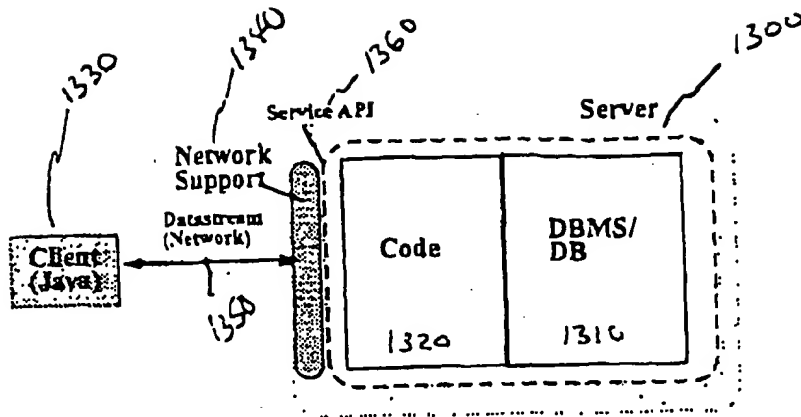 1330
1340
1360
1300
Service API
Server
Network
Support
Datastream
(Network)
Client
(Java)
1350
Code
DBMS/
DB
1320
1310